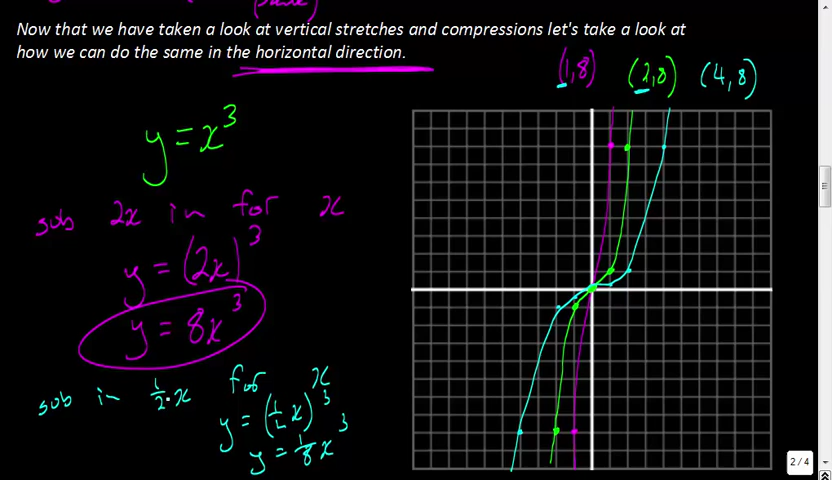 (same)
Now that we have taken a look at vertical stretches and compressions let's take a look at
how we can do the same in the horizontal direction.
(1,8) (2,8) (4,8)
y = x³
sub 2x in for x
y = (2x)³
y = 8x³
sub in ½·x for x
y = (½x)³
y = ⅛x³
2 / 4